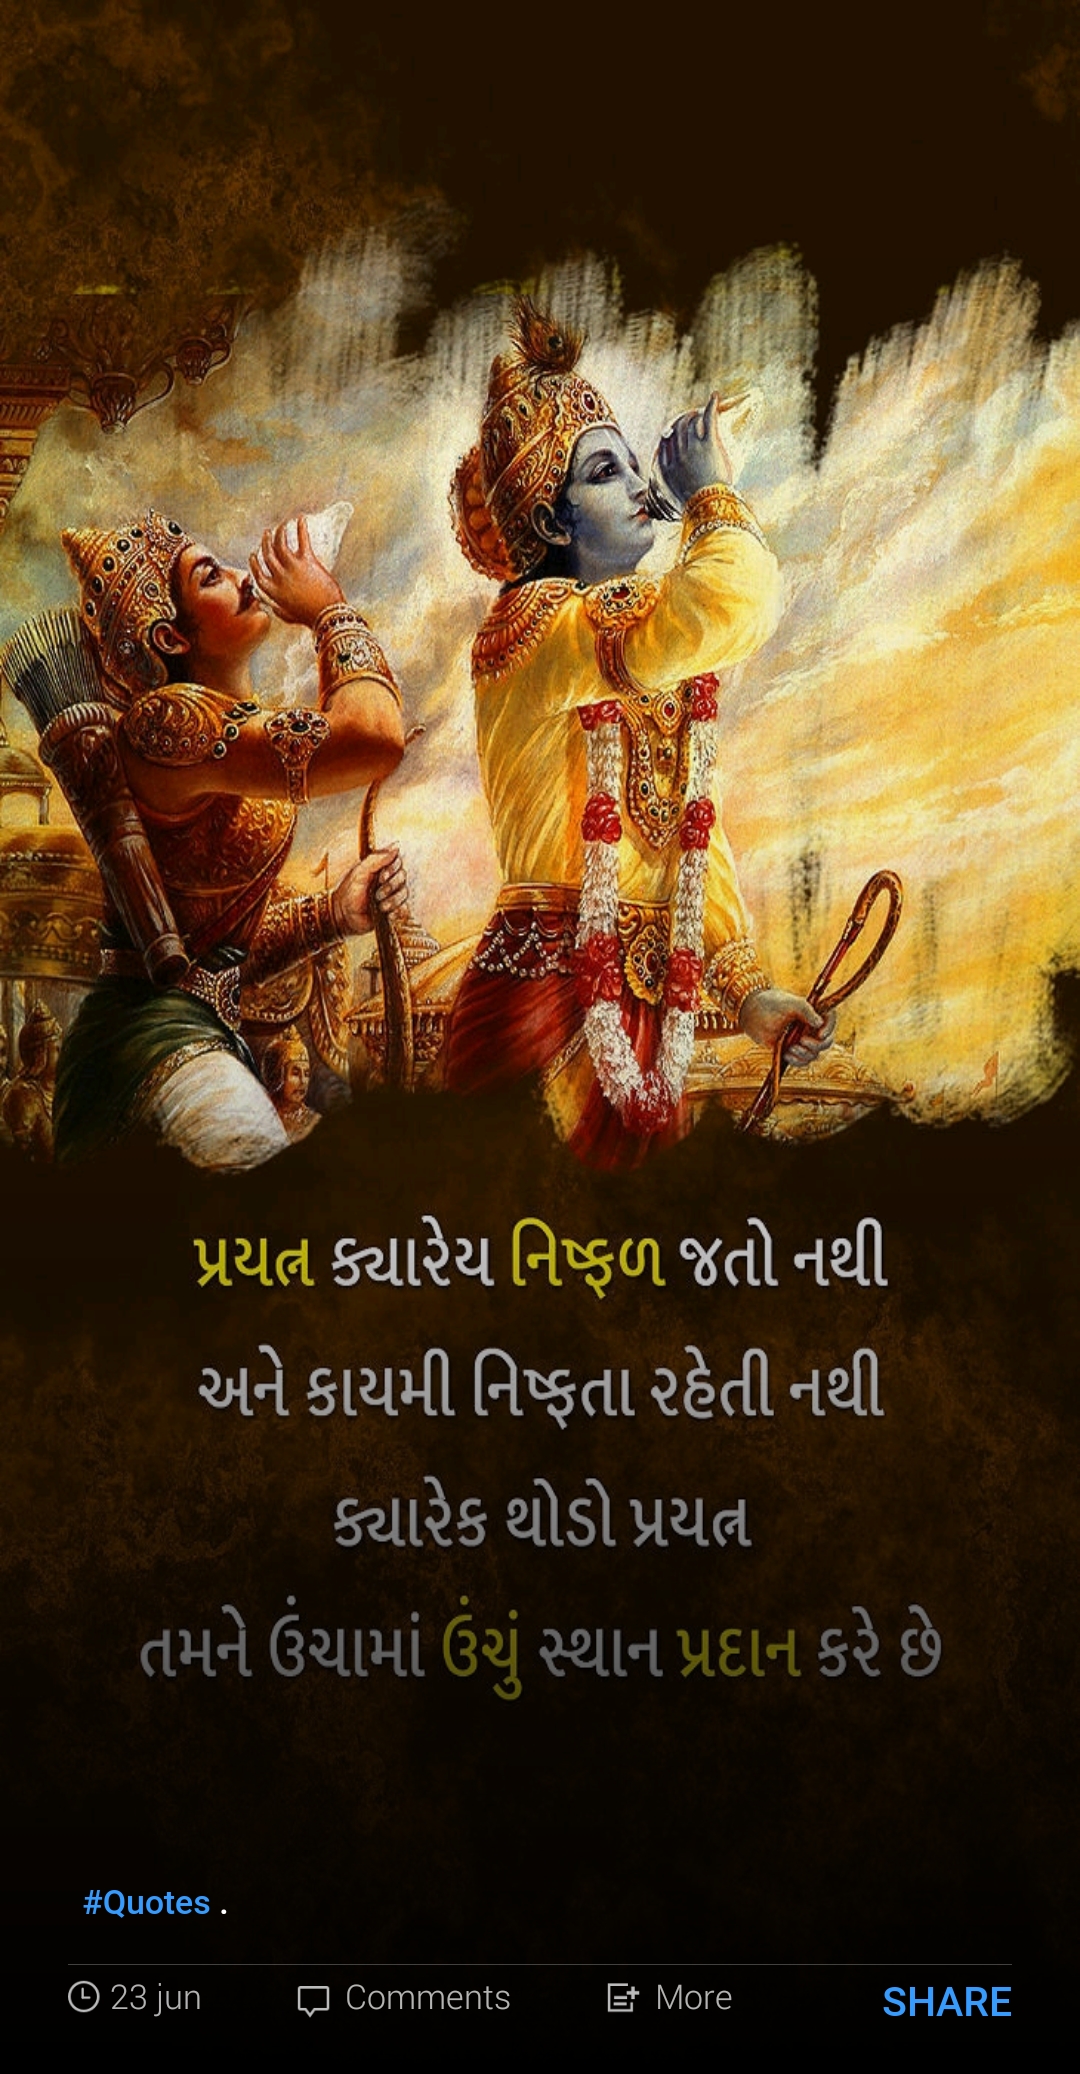 પ્રયત્ન ક્યારેય નિષ્ફળ જતો નથી
અને કાયમી નિષ્ફતા રહેતી નથી
ક્યારેક થોડો પ્રયત્ન
તમને ઉંચામાં ઉંચું સ્થાન પ્રદાન કરે છે
#Quotes .
23 jun Comments More SHARE